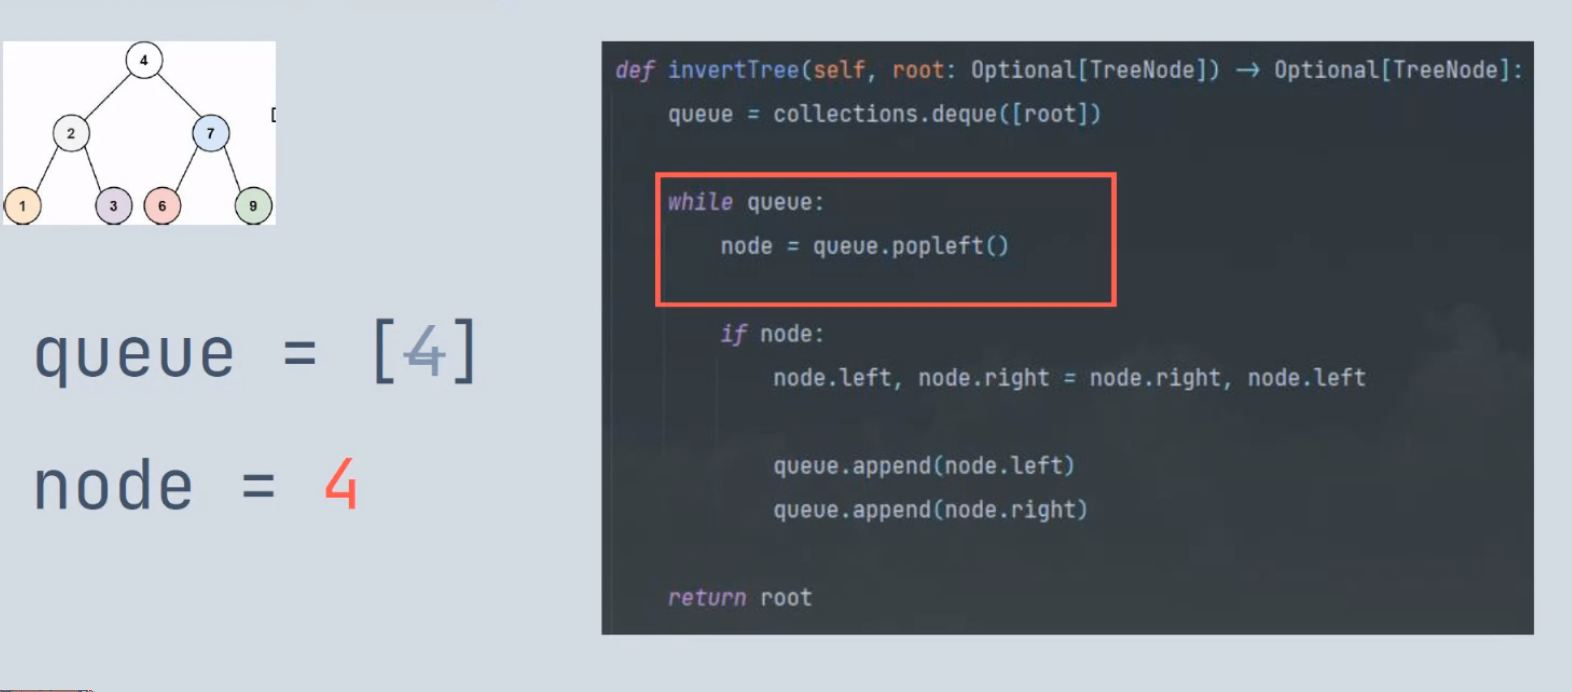 4
2 7
1 3 6 9
queue = [4]
node = 4
def invertTree(self, root: Optional[TreeNode]) → Optional[TreeNode]:
queue = collections.deque([root])
while queue:
node = queue.popleft()
if node:
node.left, node.right = node.right, node.left
queue.append(node.left)
queue.append(node.right)
return root